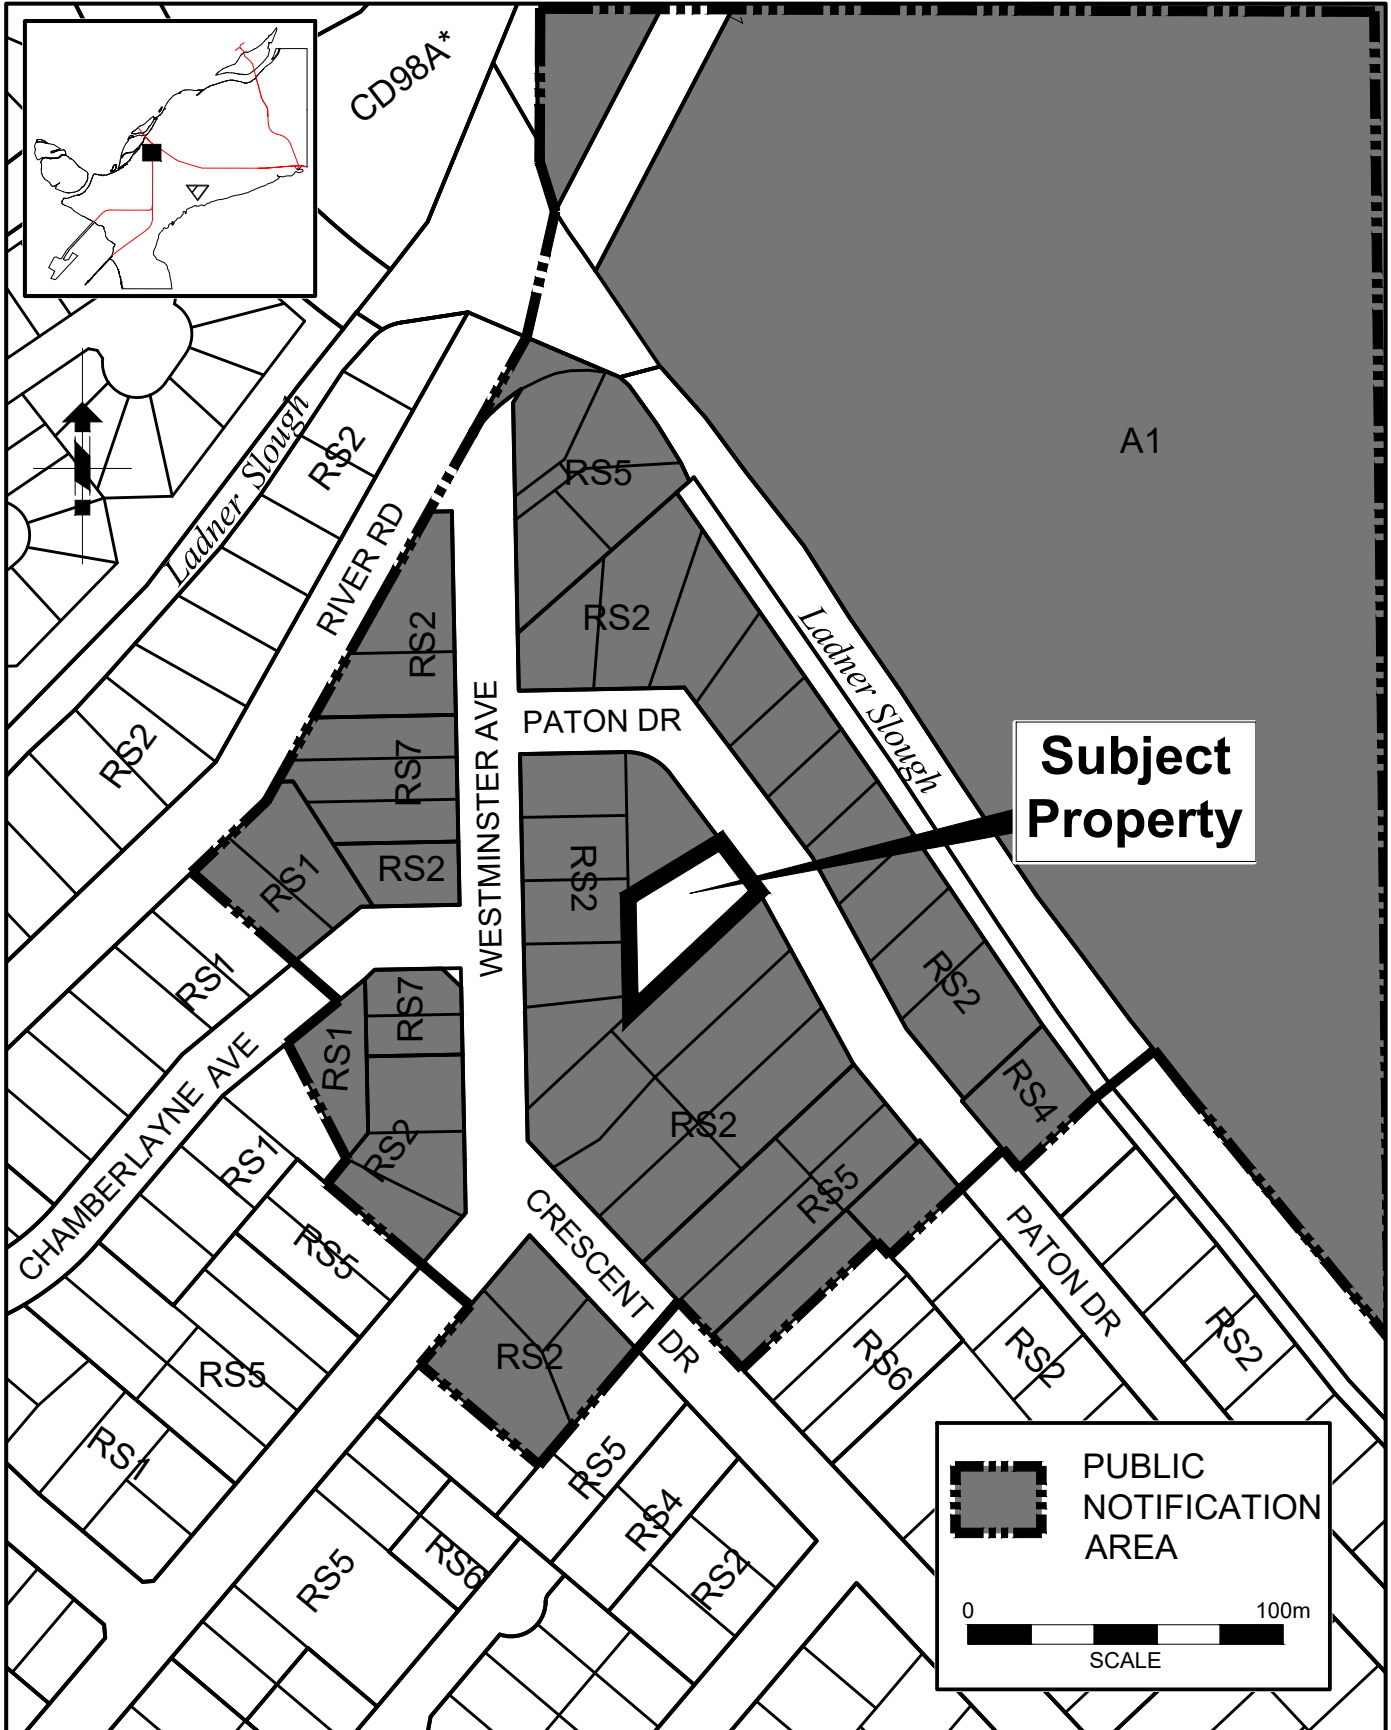 CD98A*
A1
RS2
Ladner Slough
RIVER RD
RS5
RS2
RS2
Ladner Slough
RS2
PATON DR
WESTMINSTER AVE
RS7
Subject
Property
RS2
RS1
RS2
RS1
RS2
RS7
RS1
RS4
CHAMBERLAYNE AVE
RS2
RS2
RS1
RS5
CRESCENT DR
RS5
PATON DR
RS2
RS5
RS2
RS6
RS2
RS1
RS5
RS4
RS6
RS5
RS2
PUBLIC
NOTIFICATION
AREA
0 100m
SCALE